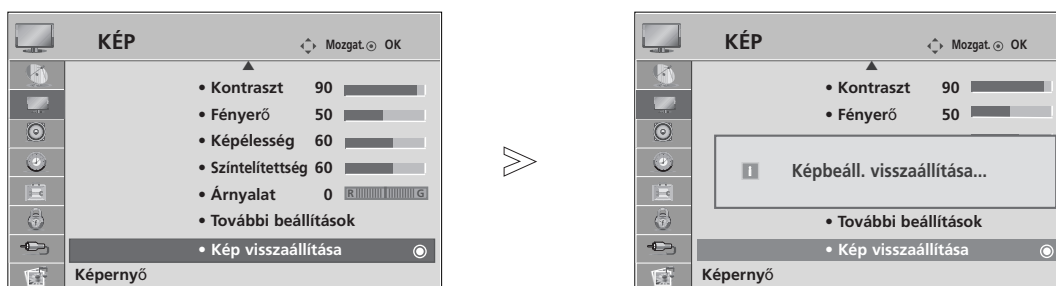 KÉP Mozgat. OK
• Kontraszt 90
• Fényerő 50
• Képélesség 60
• Színtelítettség 60
• Árnyalat 0 R G
• További beállítások
• Kép visszaállítása
Képernyő
KÉP Mozgat. OK
• Kontraszt 90
• Fényerő 50
Képbeáll. visszaállítása...
• További beállítások
• Kép visszaállítása
Képernyő